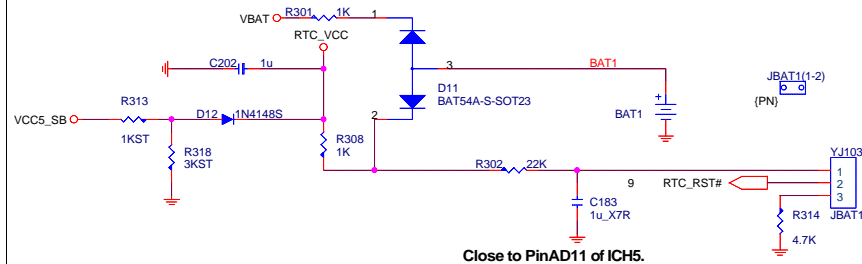 VBAT R301 1K 1
RTC_VCC
C202 1u
3 BAT1
JBAT1(1-2)
{PN}
D11
BAT54A-S-SOT23
R313
D12 1N4148S
2
BAT1
+
VCC5_SB
1KST
R318
3KST
R308
1K
YJ103
R302 22K
1
9 RTC_RST# 2
3
C183
1u_X7R
JBAT1
R314
4.7K
Close to PinAD11 of ICH5.